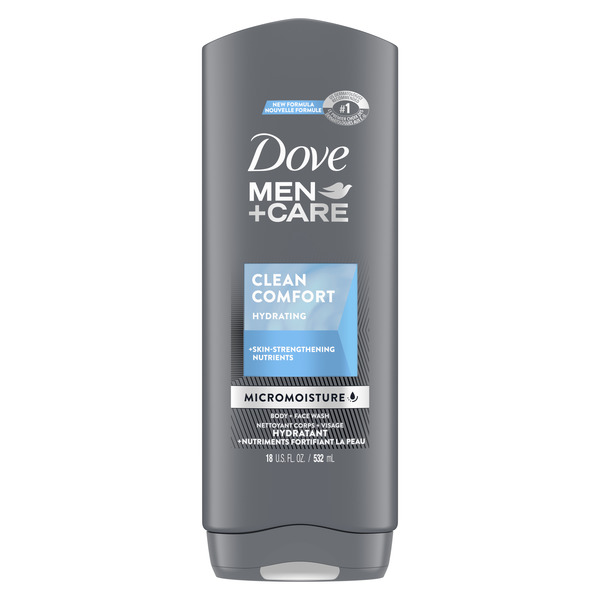 NEW FORMULA
NOUVELLE FORMULE
#1
Dove
MEN
+CARE
CLEAN
COMFORT
HYDRATING
+SKIN-STRENGTHENING
NUTRIENTS
MICROMOISTURE
BODY + FACE WASH
NETTOYANT CORPS + VISAGE
HYDRATANT
+NUTRIMENTS FORTIFIANT LA PEAU
18 U.S. FL. OZ. / 532 mL